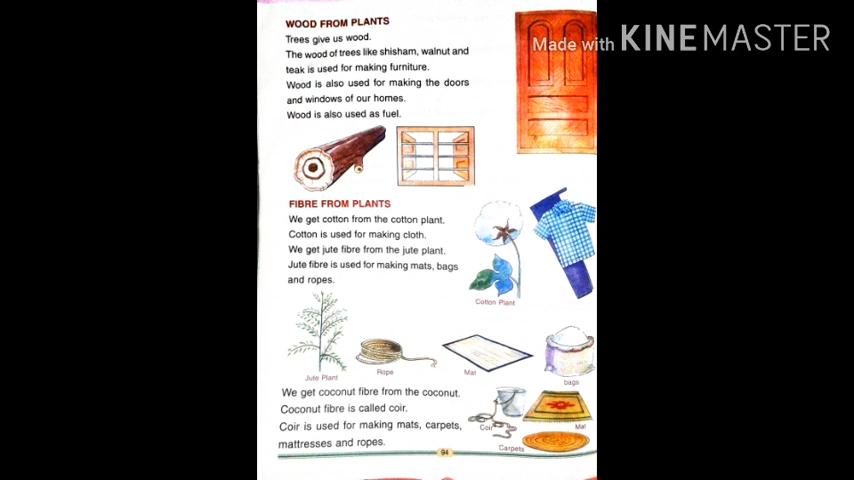 WOOD FROM PLANTS
Trees give us wood.
The wood of trees like shisham, walnut and
teak is used for making furniture.
Wood is also used for making the doors
and windows of our homes.
Wood is also used as fuel.
Made with KINEMASTER
FIBRE FROM PLANTS
We get cotton from the cotton plant.
Cotton is used for making cloth.
We get jute fibre from the jute plant.
Jute fibre is used for making mats, bags
and ropes.
Cotton Plant
Jute Plant
Rope
Mat
bags
We get coconut fibre from the coconut.
Coconut fibre is called coir.
Coir is used for making mats, carpets,
mattresses and ropes.
Coir
Mat
Carpets
94